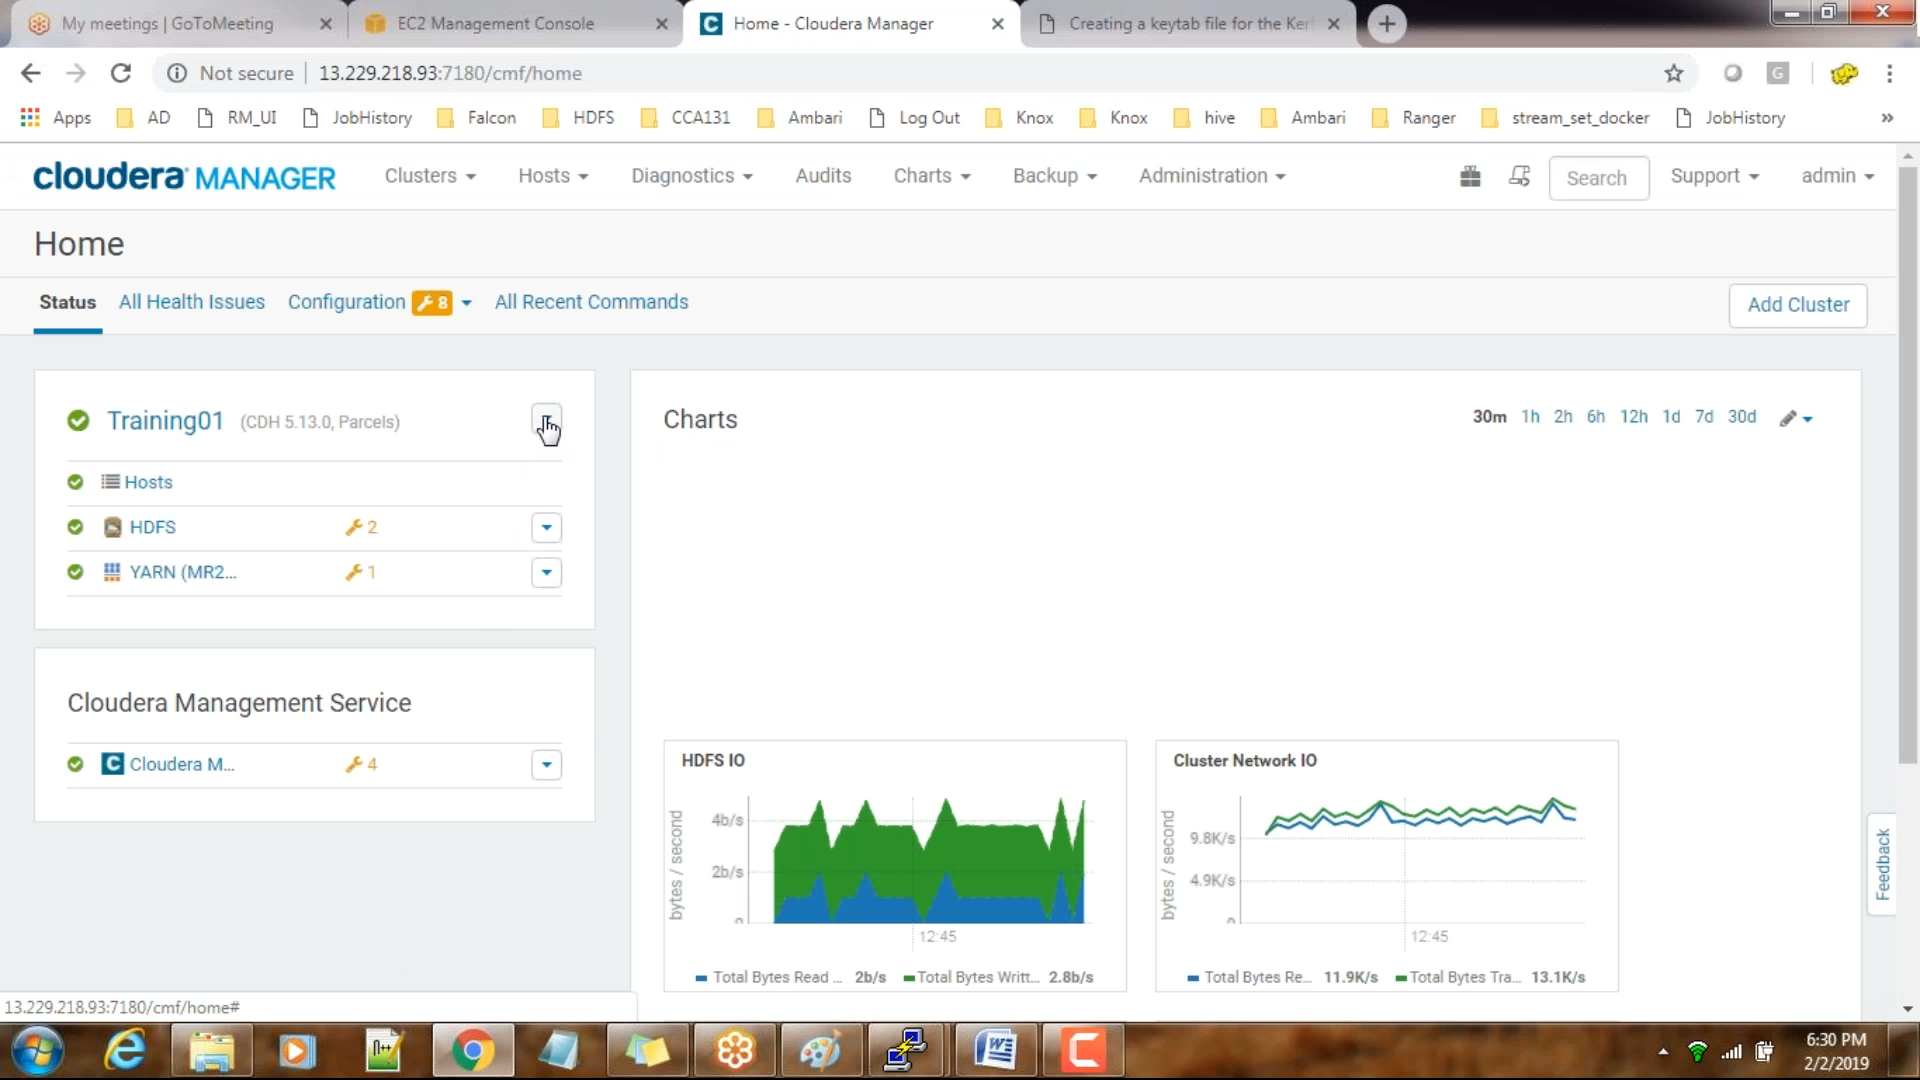 My meetings | GoToMeeting
EC2 Management Console
Home - Cloudera Manager
Creating a keytab file for the Ker
Not secure
13.229.218.93:7180/cmf/home
G
Apps
AD
RM_UI
JobHistory
Falcon
HDFS
CCA131
Ambari
Log Out
Knox
Knox
hive
Ambari
Ranger
stream_set_docker
JobHistory
»
cloudera MANAGER
Clusters
Hosts
Diagnostics
Audits
Charts
Backup
Administration
Search
Support
admin
Home
Status
All Health Issues
Configuration
8
All Recent Commands
Add Cluster
Training01
(CDH 5.13.0, Parcels)
Hosts
HDFS
2
YARN (MR2...
1
Cloudera Management Service
C
Cloudera M...
4
Charts
30m
1h
2h
6h
12h
1d
7d
30d
HDFS IO
bytes / second
4b/s
2b/s
0
12:45
Total Bytes Read ...
2b/s
Total Bytes Writt...
2.8b/s
Cluster Network IO
bytes / second
9.8K/s
4.9K/s
0
12:45
Total Bytes Re...
11.9K/s
Total Bytes Tra...
13.1K/s
Feedback
13.229.218.93:7180/cmf/home#
6:30 PM
2/2/2019